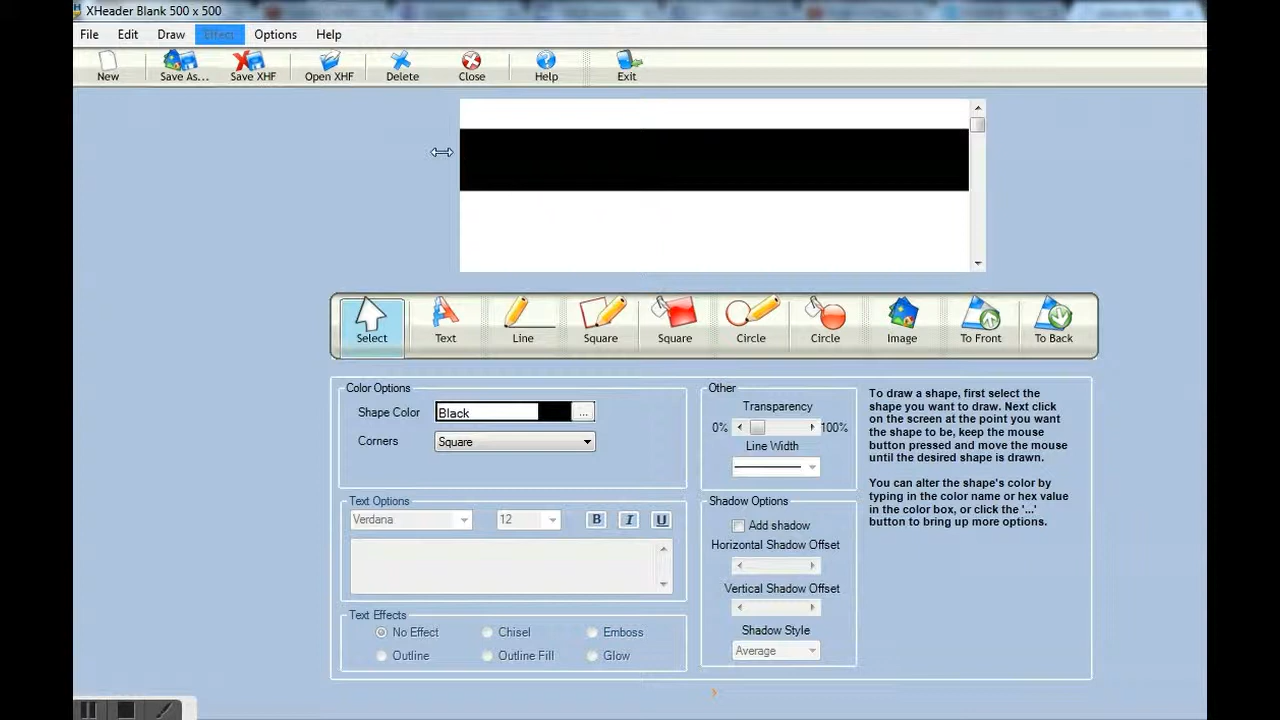 XHeader Blank 500 x 500
File Edit Draw Effect Options Help
New Save As... Save XHF Open XHF Delete Close Help Exit
Select Text Line Square Square Circle Circle Image To Front To Back
Color Options
Shape Color Black ...
Corners Square
Other
Transparency
0% 100%
Line Width
To draw a shape, first select the
shape you want to draw. Next click
on the screen at the point you want
the shape to be, keep the mouse
button pressed and move the mouse
until the desired shape is drawn.
You can alter the shape's color by
typing in the color name or hex value
in the color box, or click the '...'
button to bring up more options.
Text Options
Verdana 12 B I U
Shadow Options
Add shadow
Horizontal Shadow Offset
Vertical Shadow Offset
Shadow Style
Average
Text Effects
No Effect Chisel Emboss
Outline Outline Fill Glow